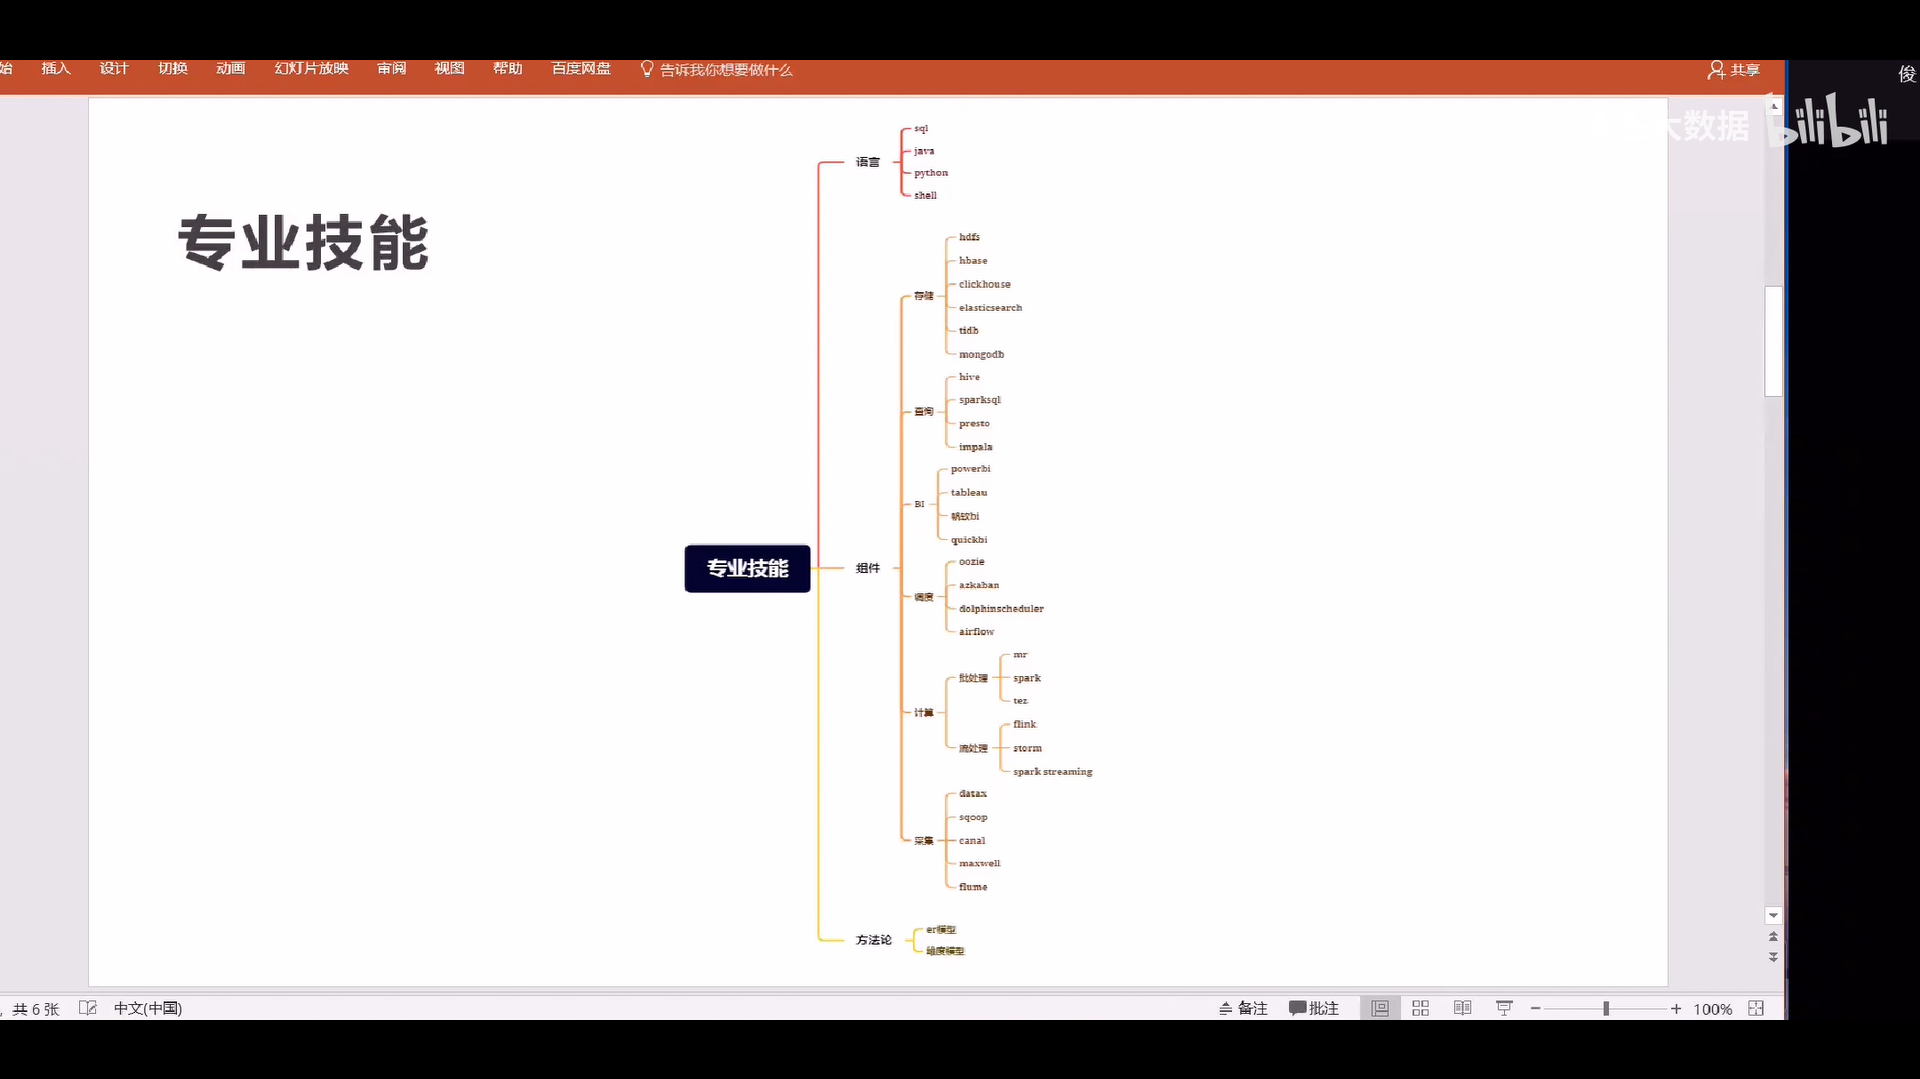 始 插入 设计 切换 动画 幻灯片放映 审阅 视图 帮助 百度网盘 告诉我你想要做什么 共享
俊
大数据 bilibili
专业技能
专业技能
语言
sql
java
python
shell
组件
存储
hdfs
hbase
clickhouse
elasticsearch
tidb
mongodb
查询
hive
sparksql
presto
impala
BI
powerbi
tableau
帆软bi
quickbi
调度
oozie
azkaban
dolphinscheduler
airflow
计算
批处理
mr
spark
tez
流处理
flink
storm
spark streaming
采集
datax
sqoop
canal
maxwell
flume
方法论
er模型
维度模型
共 6 张 中文(中国) 备注 批注 100%